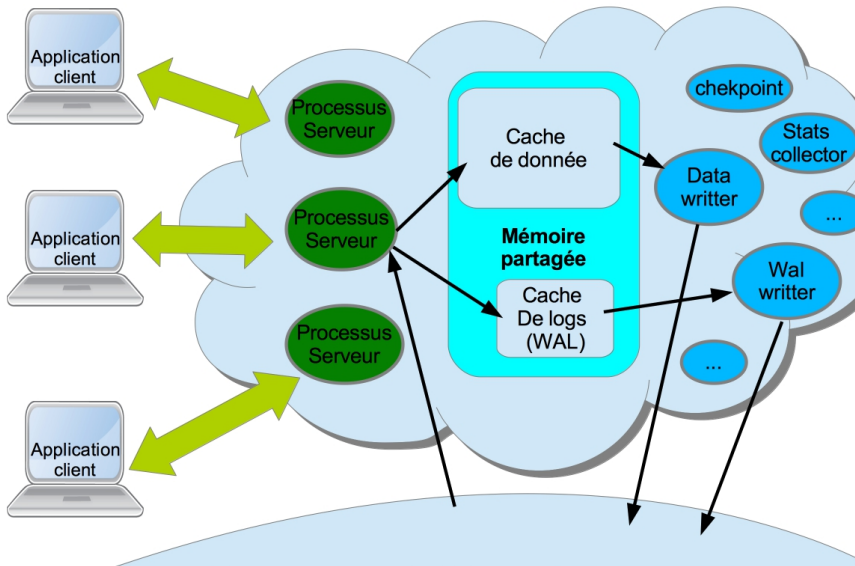 Application
client
Processus
Serveur
Application
client
Processus
Serveur
Application
client
Processus
Serveur
Cache
de donnée
Mémoire
partagée
Cache
De logs
(WAL)
chekpoint
Stats
collector
Data
writter
...
Wal
writter
...